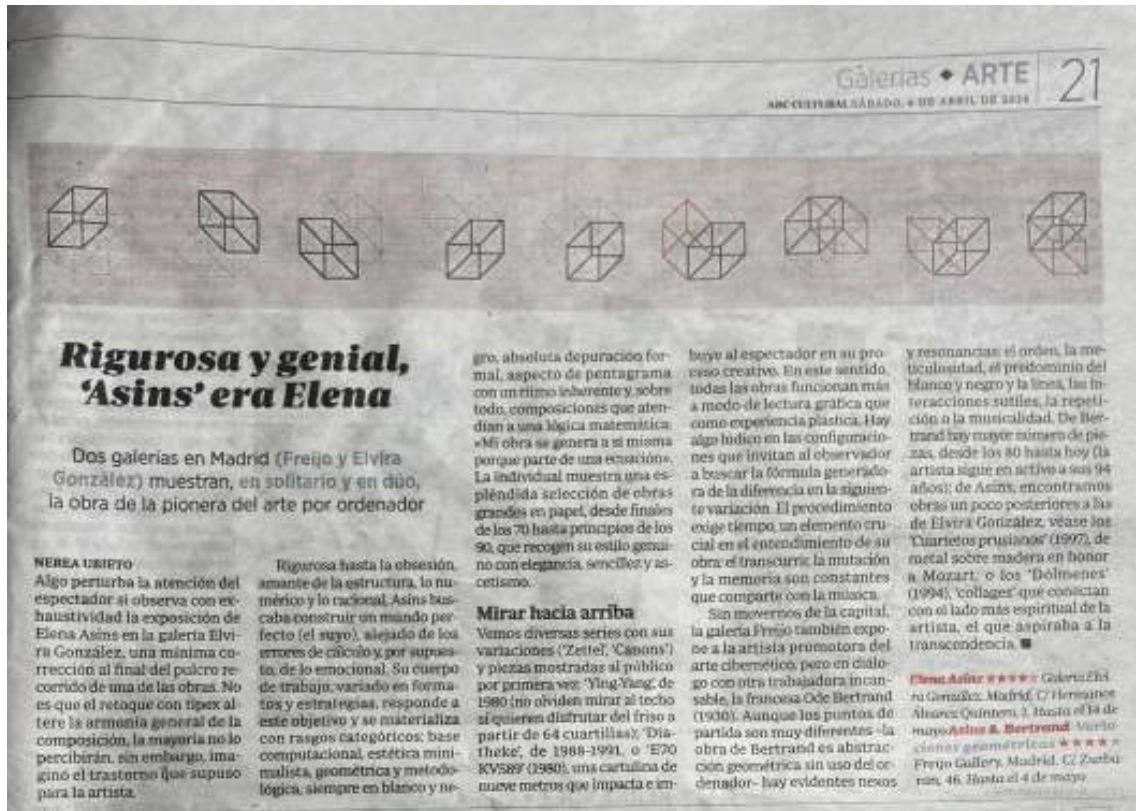 Galerías ◆ ARTE 21
ABC CULTURAL SÁBADO, 6 DE ABRIL DE 2024
Rigurosa y genial,
‘Asins’ era Elena
Dos galerías en Madrid (Freijo y Elvira
González) muestran, en solitario y en dúo,
la obra de la pionera del arte por ordenador
NEREA UBIETO
Algo perturba la atención del
espectador si observa con ex-
haustividad la exposición de
Elena Asins en la galería Elvi-
ra González, una mínima co-
rrección al final del pulcro re-
corrido de una de las obras. No
es que el retoque con tipex al-
tere la armonía general de la
composición, la mayoría no lo
percibirán, sin embargo, ima-
ginó el trastorno que supuso
para la artista.
Rigurosa hasta la obsesión,
amante de la estructura, lo nu-
mérico y lo racional, Asins bus-
caba construir un mundo per-
fecto (el suyo), alejado de los
errores de cálculo y, por supues-
to, de lo emocional. Su cuerpo
de trabajo, variado en forma-
tos y estrategias, responde a
este objetivo y se materializa
con rasgos categóricos: base
computacional, estética mini-
malista, geométrica y metodo-
lógica, siempre en blanco y ne-
gro, absoluta depuración for-
mal, aspecto de pentagrama
con un ritmo inherente y, sobre
todo, composiciones que aten-
dían a una lógica matemática:
«Mi obra se genera a sí misma
porque parte de una ecuación».
La individual muestra una es-
pléndida selección de obras
grandes en papel, desde finales
de los 70 hasta principios de los
90, que recogen su estilo genui-
no con elegancia, sencillez y as-
cetismo.
Mirar hacia arriba
Vemos diversas series con sus
variaciones (‘Zettel’, ‘Canons’)
y piezas mostradas al público
por primera vez: ‘Ying-Yang’, de
1980 (no olviden mirar al techo
si quieren disfrutar del friso a
partir de 64 cuartillas); ‘Dia-
theke’, de 1988-1991, o ‘E70
KV589’ (1980), una cartulina de
nueve metros que impacta e im-
buye al espectador en su pro-
ceso creativo. En este sentido,
todas las obras funcionan más
a modo de lectura gráfica que
como experiencia plástica. Hay
algo lúdico en las configuracio-
nes que invitan al observador
a buscar la fórmula generado-
ra de la diferencia en la siguien-
te variación. El procedimiento
exige tiempo, un elemento cru-
cial en el entendimiento de su
obra: el transcurrir, la mutación
y la memoria son constantes
que comparte con la música.
Sin movernos de la capital,
la galería Freijo también expo-
ne a la artista promotora del
arte cibernético, pero en diálo-
go con otra trabajadora incan-
sable, la francesa Ode Bertrand
(1930). Aunque los puntos de
partida son muy diferentes –la
obra de Bertrand es abstrac-
ción geométrica sin uso del or-
denador– hay evidentes nexos
y resonancias: el orden, la me-
ticulosidad, el predominio del
blanco y negro y la línea, las in-
teracciones sutiles, la repeti-
ción o la musicalidad. De Ber-
trand hay mayor número de pie-
zas, desde los 80 hasta hoy (la
artista sigue en activo a sus 94
años); de Asins, encontramos
obras un poco posteriores a las
de Elvira González, véase los
‘Cuartetos prusianos’ (1997), de
metal sobre madera en honor
a Mozart, o los ‘Dólmenes’
(1994), ‘collages’ que conectan
con el lado más espiritual de la
artista, el que aspiraba a la
transcendencia. ■
Elena Asins ★★★★★ Galería Elvi-
ra González. Madrid. C/ Hermanos
Álvarez Quintero, 1. Hasta el 14 de
mayo Asins & Bertrand Varia-
ciones geométricas ★★★★★
Freijo Gallery. Madrid. C/ Zurba-
rán, 46. Hasta el 4 de mayo